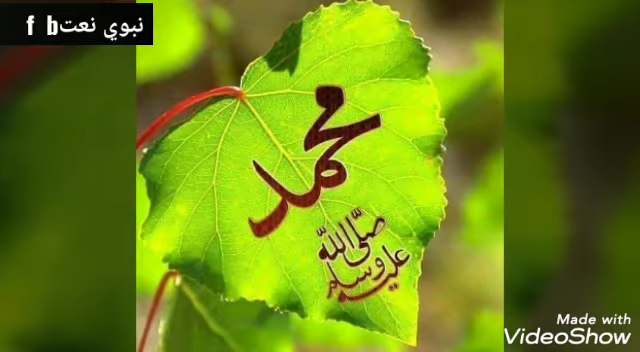 نبوي نعت f b
محمد
صلى الله
عليه وسلم
Made with
VideoShow